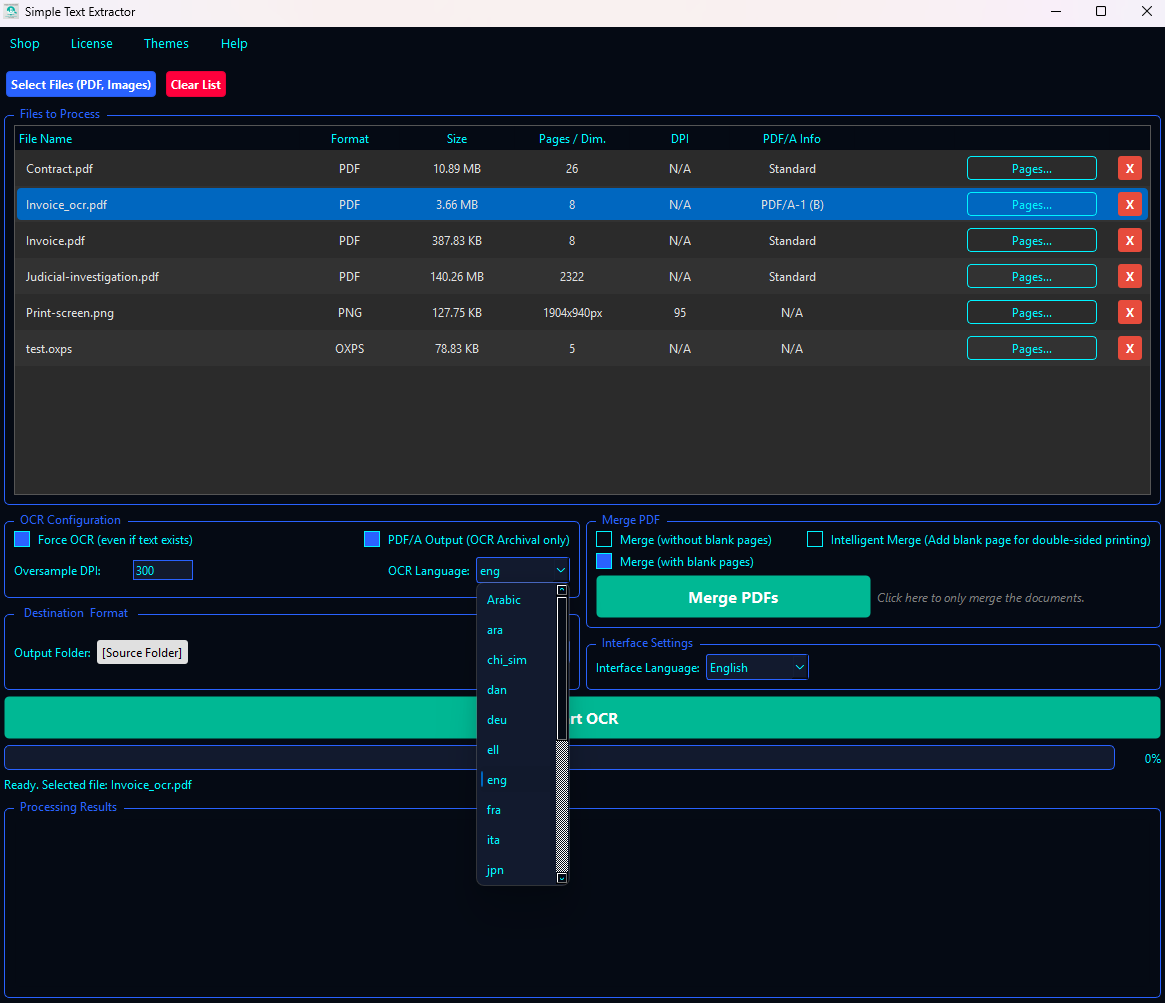 Simple Text Extractor
Shop License Themes Help
Select Files (PDF, Images) Clear List
Files to Process
File Name Format Size Pages / Dim. DPI PDF/A Info
Contract.pdf PDF 10.89 MB 26 N/A Standard Pages... X
Invoice_ocr.pdf PDF 3.66 MB 8 N/A PDF/A-1 (B) Pages... X
Invoice.pdf PDF 387.83 KB 8 N/A Standard Pages... X
Judicial-investigation.pdf PDF 140.26 MB 2322 N/A Standard Pages... X
Print-screen.png PNG 127.75 KB 1904x940px 95 N/A Pages... X
test.oxps OXPS 78.83 KB 5 N/A N/A Pages... X
OCR Configuration
Force OCR (even if text exists) PDF/A Output (OCR Archival only)
Oversample DPI: 300 OCR Language: eng
Arabic
ara
chi_sim
dan
deu
ell
eng
fra
ita
jpn
Merge PDF
Merge (without blank pages) Intelligent Merge (Add blank page for double-sided printing)
Merge (with blank pages)
Merge PDFs Click here to only merge the documents.
Destination Format
Output Folder: [Source Folder]
Interface Settings
Interface Language: English
rt OCR
0%
Ready. Selected file: Invoice_ocr.pdf
Processing Results